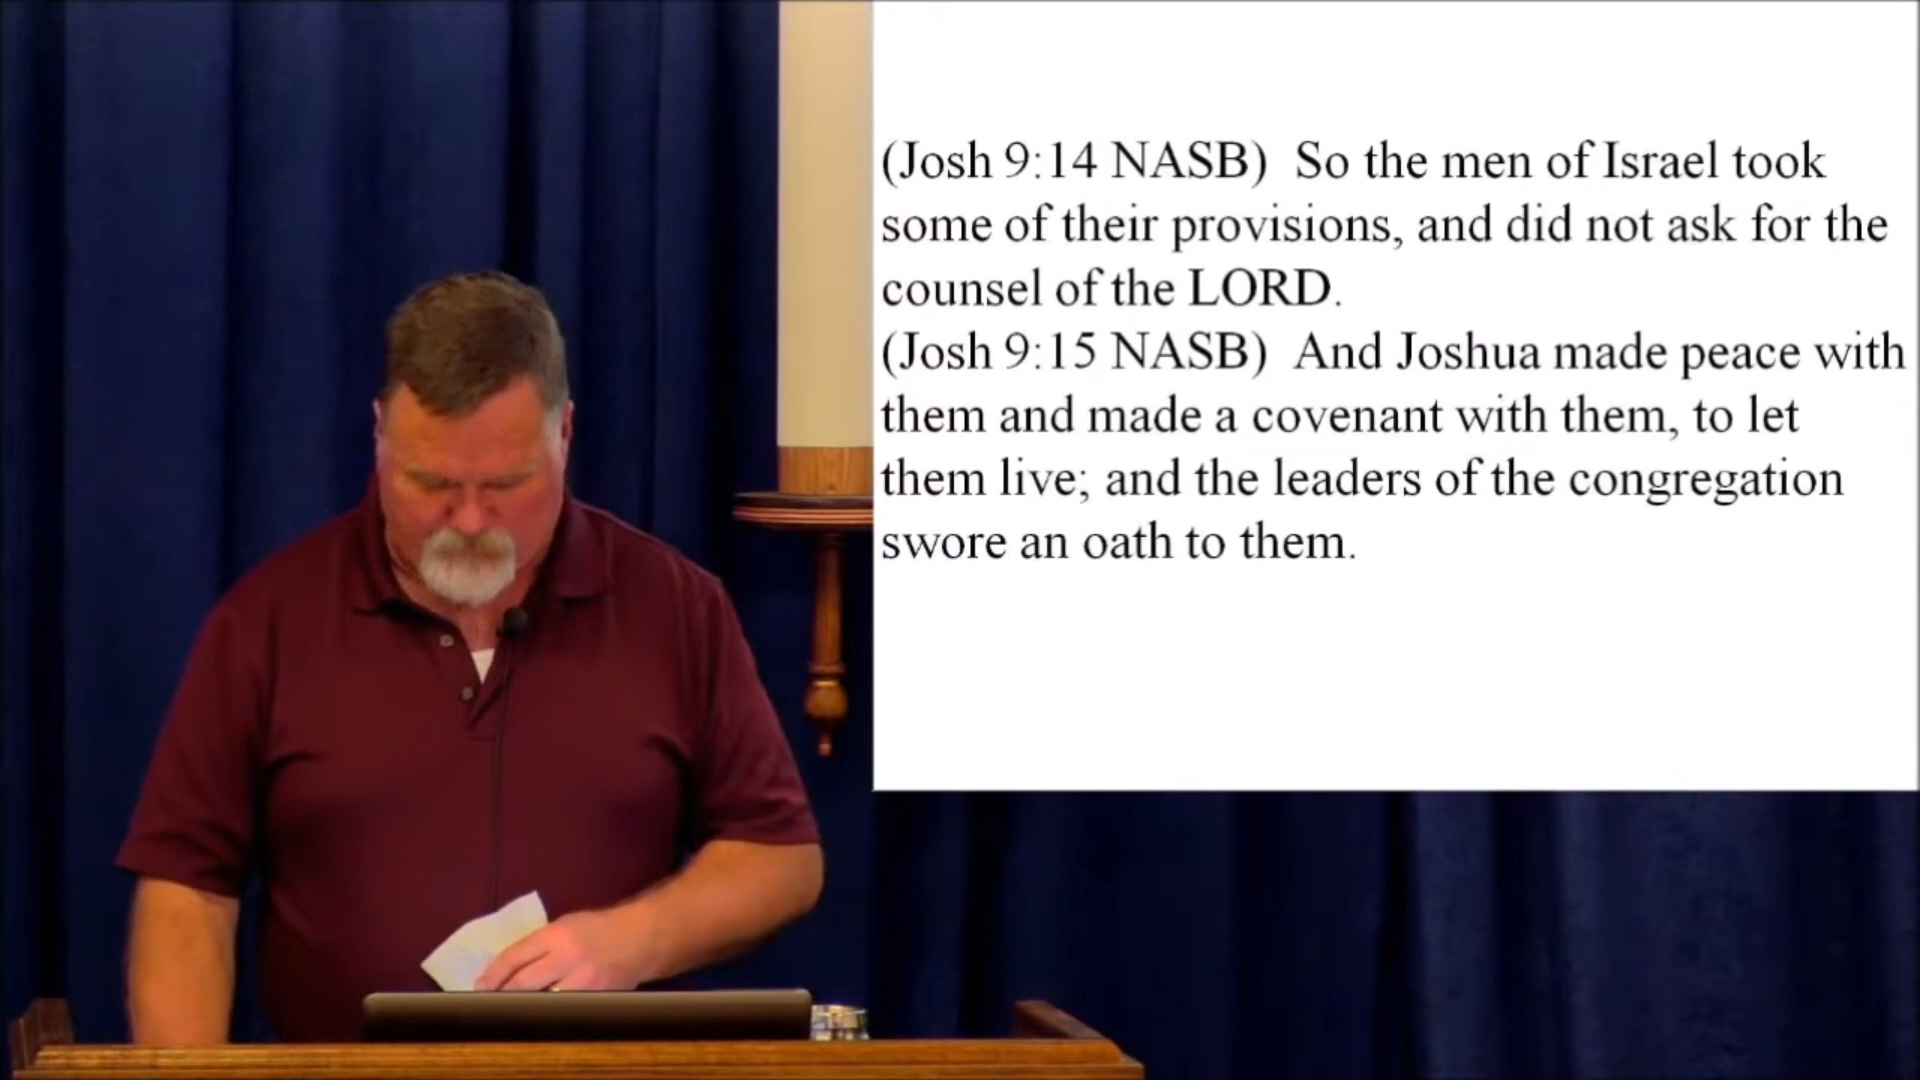 (Josh 9:14 NASB)  So the men of Israel took
some of their provisions, and did not ask for the
counsel of the LORD.
(Josh 9:15 NASB)  And Joshua made peace with
them and made a covenant with them, to let
them live; and the leaders of the congregation
swore an oath to them.